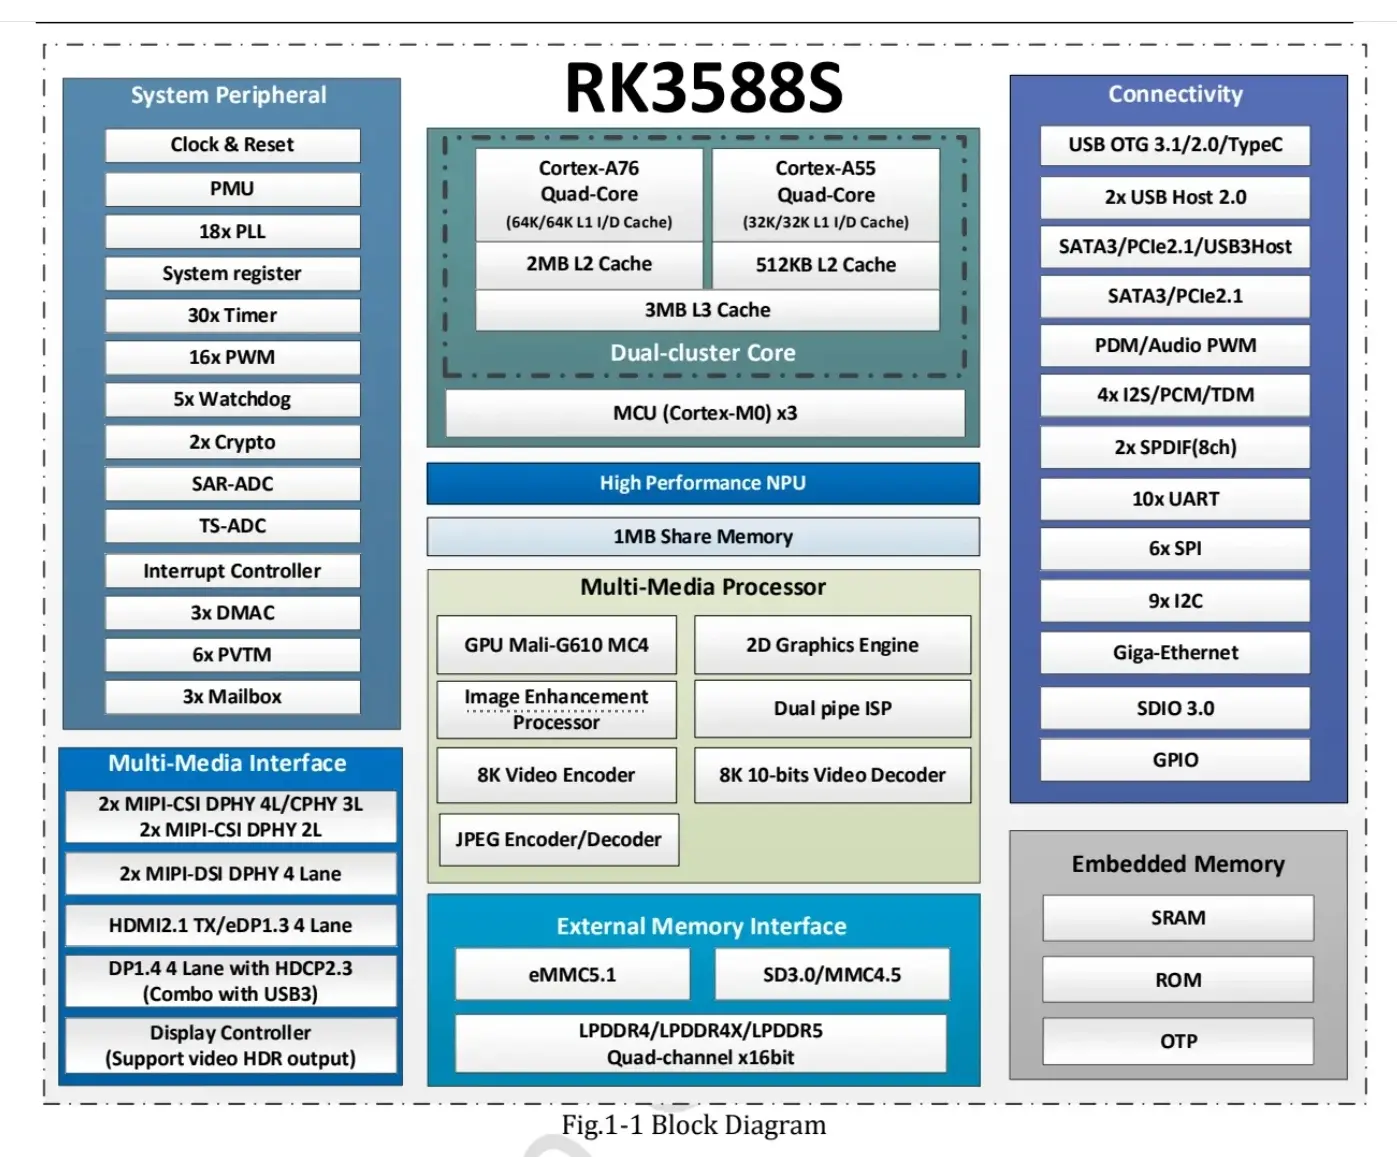 RK3588S
System Peripheral
Clock & Reset
PMU
18x PLL
System register
30x Timer
16x PWM
5x Watchdog
2x Crypto
SAR-ADC
TS-ADC
Interrupt Controller
3x DMAC
6x PVTM
3x Mailbox
Multi-Media Interface
2x MIPI-CSI DPHY 4L/CPHY 3L
2x MIPI-CSI DPHY 2L
2x MIPI-DSI DPHY 4 Lane
HDMI2.1 TX/eDP1.3 4 Lane
DP1.4 4 Lane with HDCP2.3
(Combo with USB3)
Display Controller
(Support video HDR output)
Cortex-A76
Quad-Core
(64K/64K L1 I/D Cache)
2MB L2 Cache
Cortex-A55
Quad-Core
(32K/32K L1 I/D Cache)
512KB L2 Cache
3MB L3 Cache
Dual-cluster Core
MCU (Cortex-M0) x3
High Performance NPU
1MB Share Memory
Multi-Media Processor
GPU Mali-G610 MC4
2D Graphics Engine
Image Enhancement
Processor
Dual pipe ISP
8K Video Encoder
8K 10-bits Video Decoder
JPEG Encoder/Decoder
External Memory Interface
eMMC5.1
SD3.0/MMC4.5
LPDDR4/LPDDR4X/LPDDR5
Quad-channel x16bit
Connectivity
USB OTG 3.1/2.0/TypeC
2x USB Host 2.0
SATA3/PCIe2.1/USB3Host
SATA3/PCIe2.1
PDM/Audio PWM
4x I2S/PCM/TDM
2x SPDIF(8ch)
10x UART
6x SPI
9x I2C
Giga-Ethernet
SDIO 3.0
GPIO
Embedded Memory
SRAM
ROM
OTP
Fig.1-1 Block Diagram